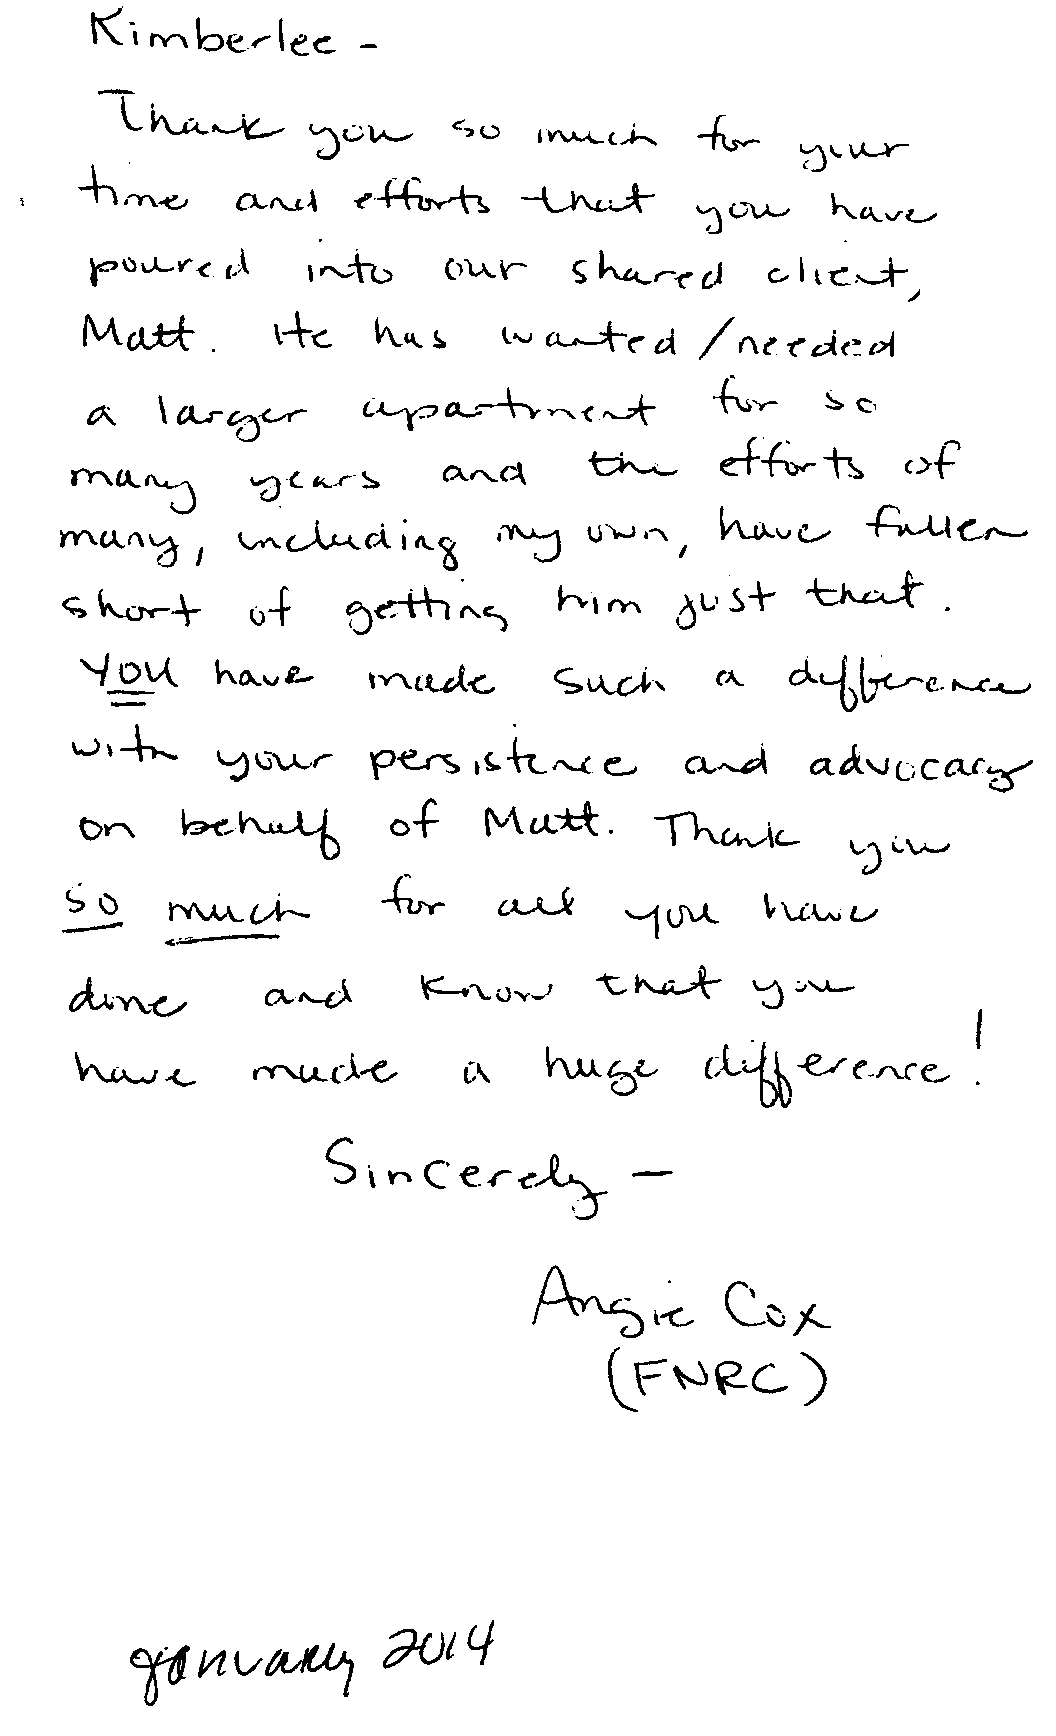 Kimberlee -
Thank you so much for your
time and efforts that you have
poured into our shared client,
Matt. He has wanted/needed
a larger apartment for so
many years and the efforts of
many, including my own, have fallen
short of getting him just that.
YOU have made such a difference
with your persistence and advocacy
on behalf of Matt. Thank you
so much for all you have
done and know that you
have made a huge difference!
Sincerely -
Angie Cox
(FNRC)
January 2014